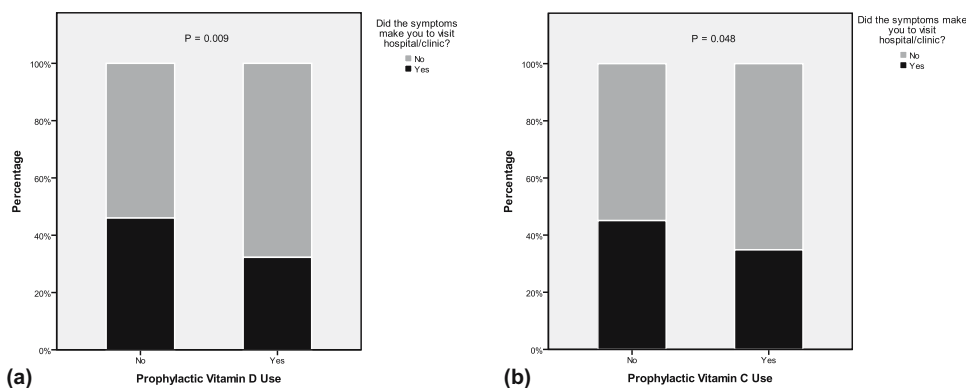 Did the symptoms
make you to visit
hospital/clinic?
No
Yes
P = 0.009
100%
80%
60%
40%
20%
0%
Percentage
No
Yes
Prophylactic Vitamin D Use
(a)
Did the symptoms make
you to visit
hospital/clinic?
No
Yes
P = 0.048
100%
80%
60%
40%
20%
0%
Percentage
No
Yes
Prophylactic Vitamin C Use
(b)